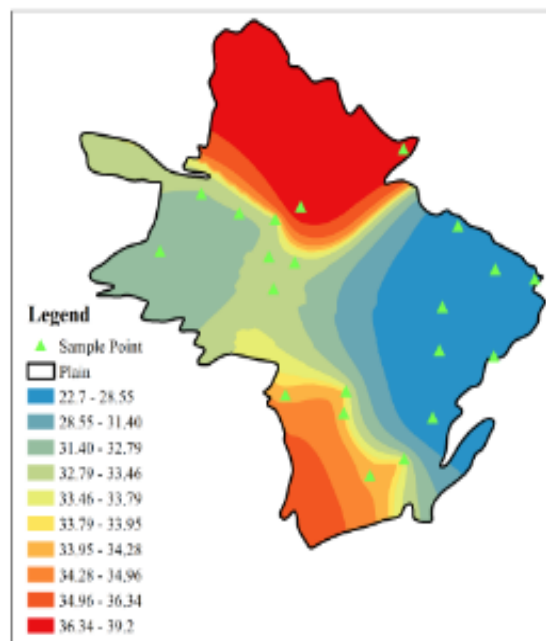 Legend
Sample Point
Plain
22.7 - 28.55
28.55 - 31.40
31.40 - 32.79
32.79 - 33.46
33.46 - 33.79
33.79 - 33.95
33.95 - 34.28
34.28 - 34.96
34.96 - 36.34
36.34 - 39.2